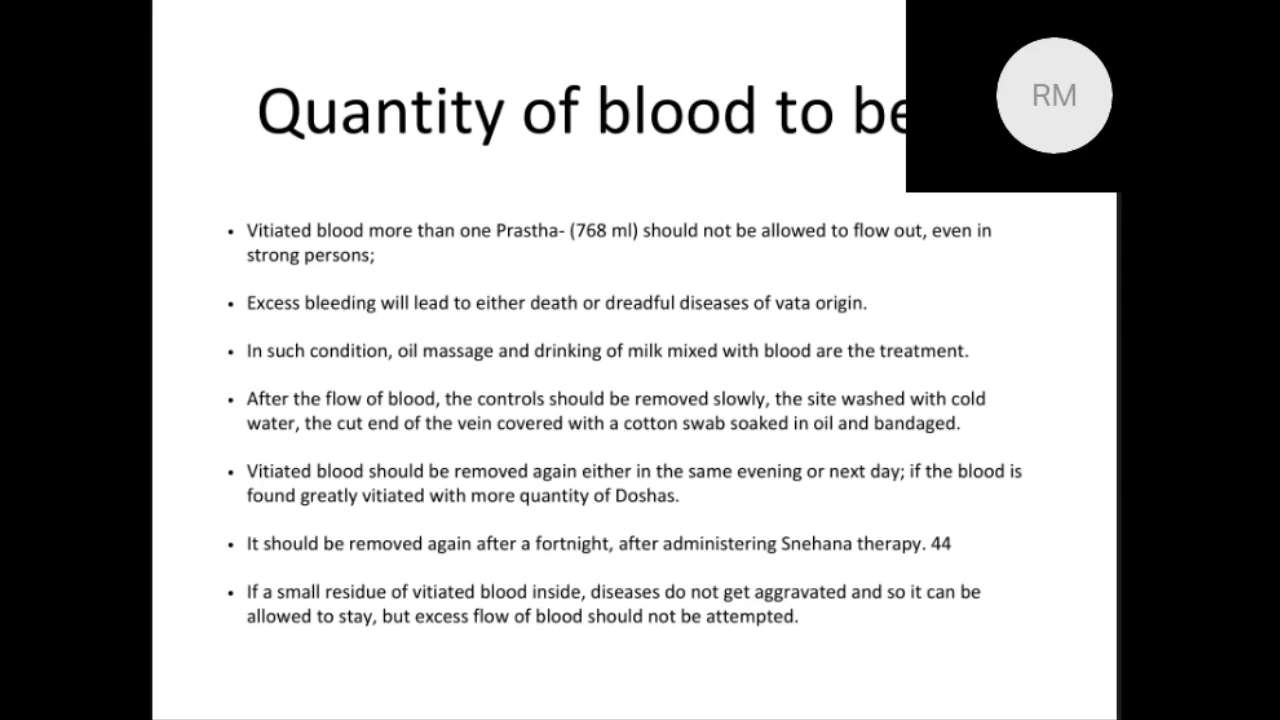 Quantity of blood to be
RM
• Vitiated blood more than one Prastha- (768 ml) should not be allowed to flow out, even in
strong persons;
• Excess bleeding will lead to either death or dreadful diseases of vata origin.
• In such condition, oil massage and drinking of milk mixed with blood are the treatment.
• After the flow of blood, the controls should be removed slowly, the site washed with cold
water, the cut end of the vein covered with a cotton swab soaked in oil and bandaged.
• Vitiated blood should be removed again either in the same evening or next day; if the blood is
found greatly vitiated with more quantity of Doshas.
• It should be removed again after a fortnight, after administering Snehana therapy. 44
• If a small residue of vitiated blood inside, diseases do not get aggravated and so it can be
allowed to stay, but excess flow of blood should not be attempted.